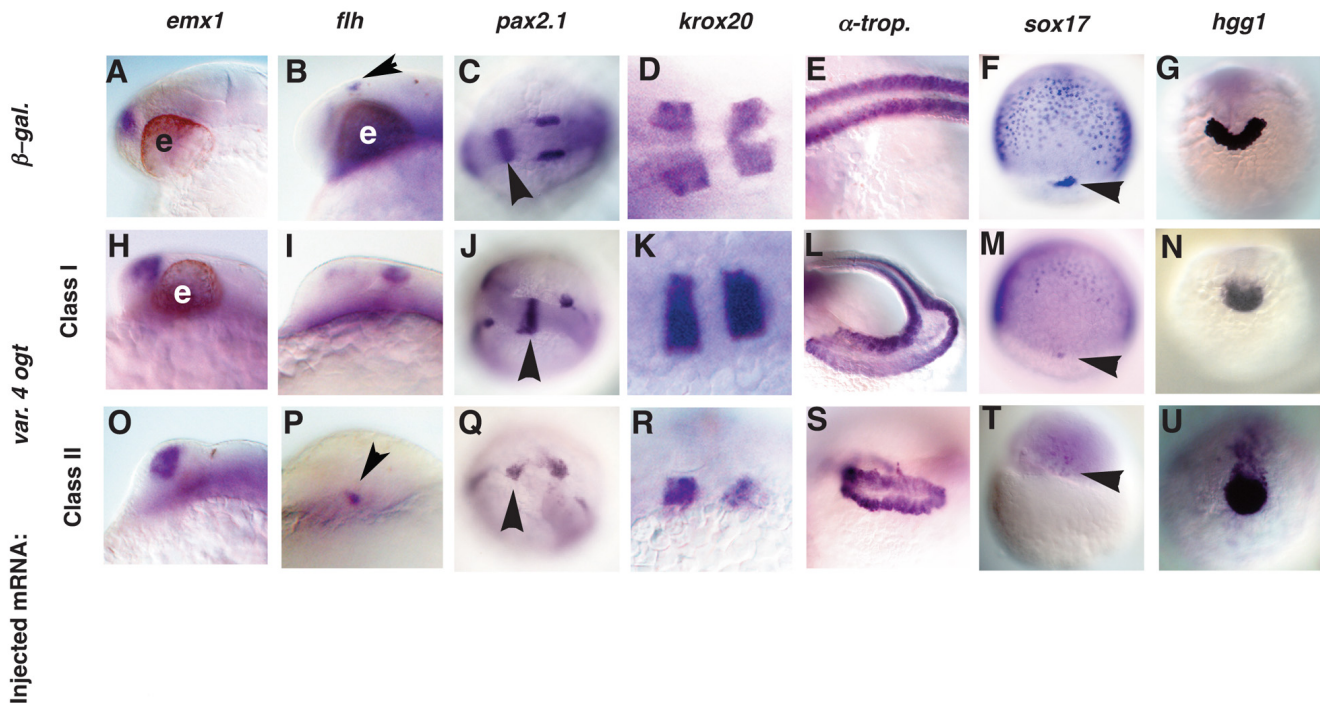 emx1 flh pax2.1 krox20 α-trop. sox17 hgg1
β-gal.
A B C D E F G
e e
Class I
H I J K L M N
e
var. 4 ogt
Class II
O P Q R S T U
Injected mRNA: